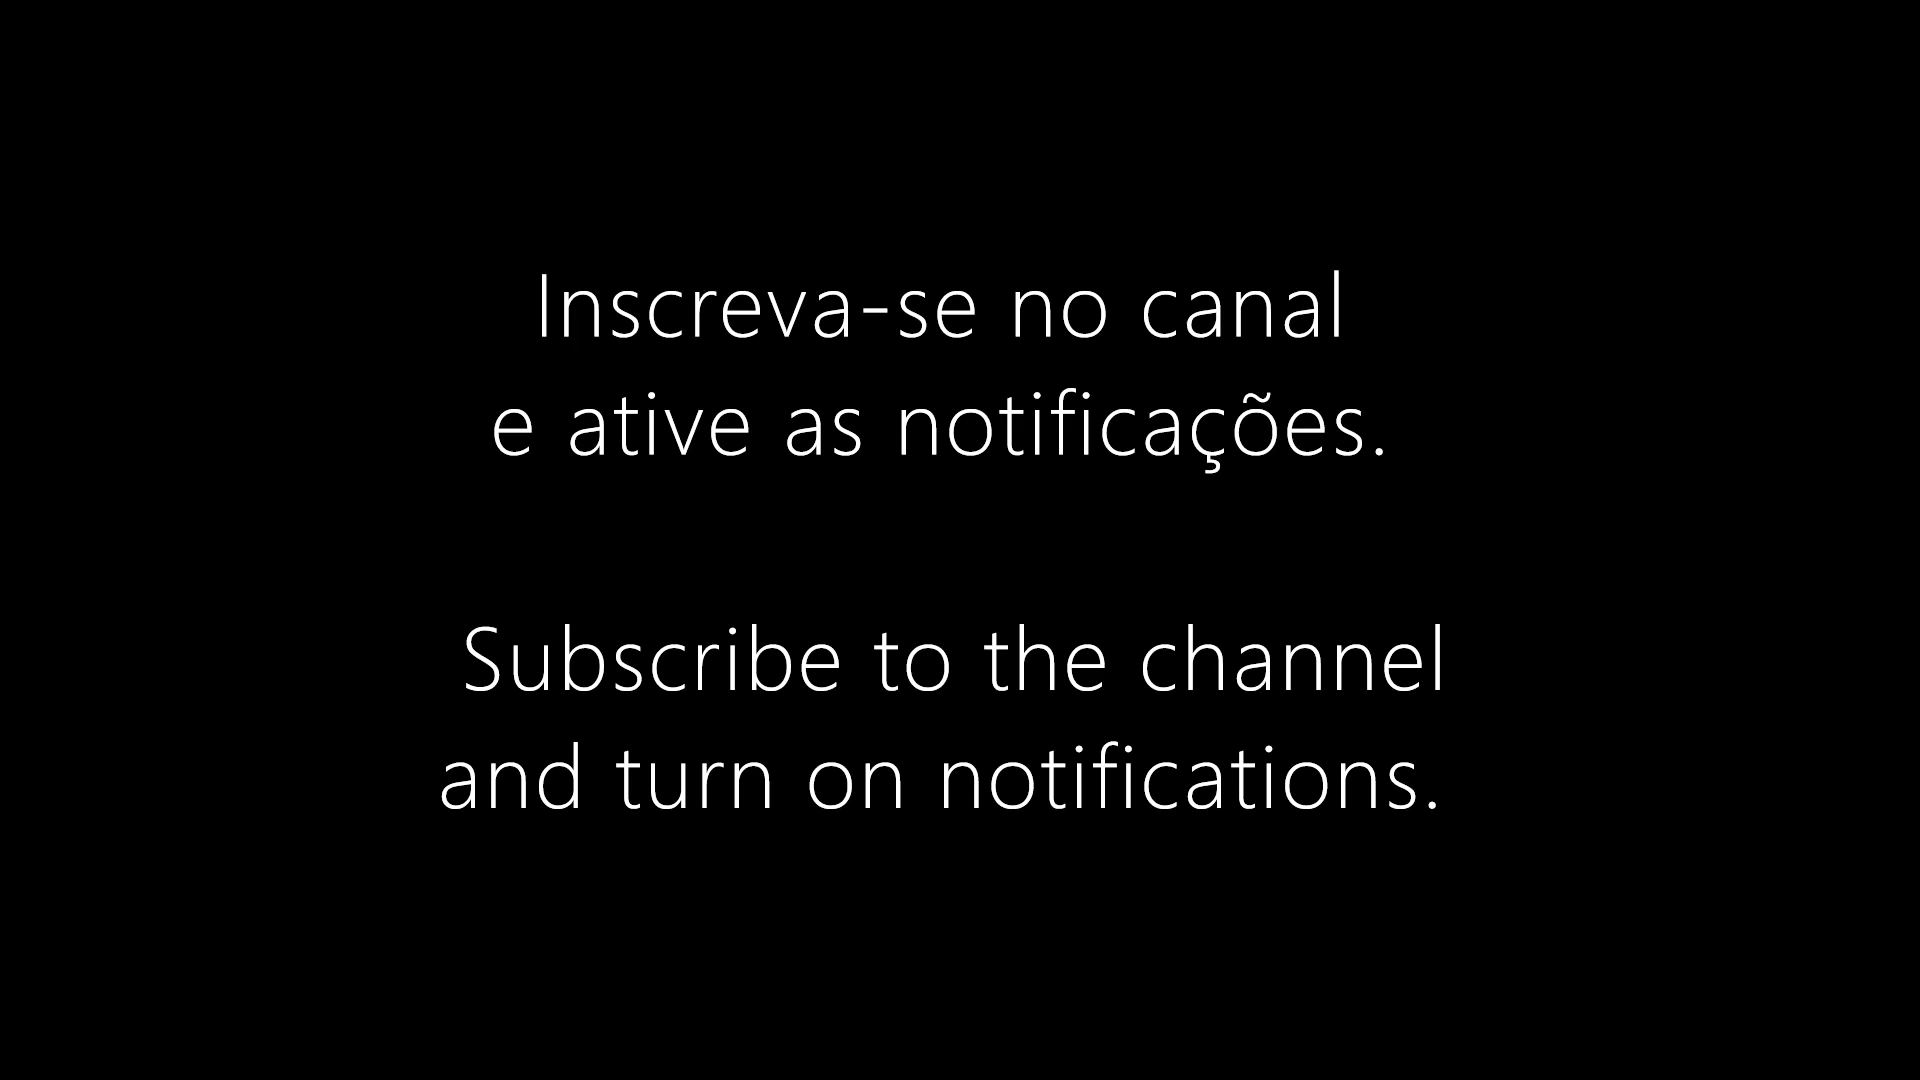 Inscreva-se no canal
e ative as notificações.
Subscribe to the channel
and turn on notifications.